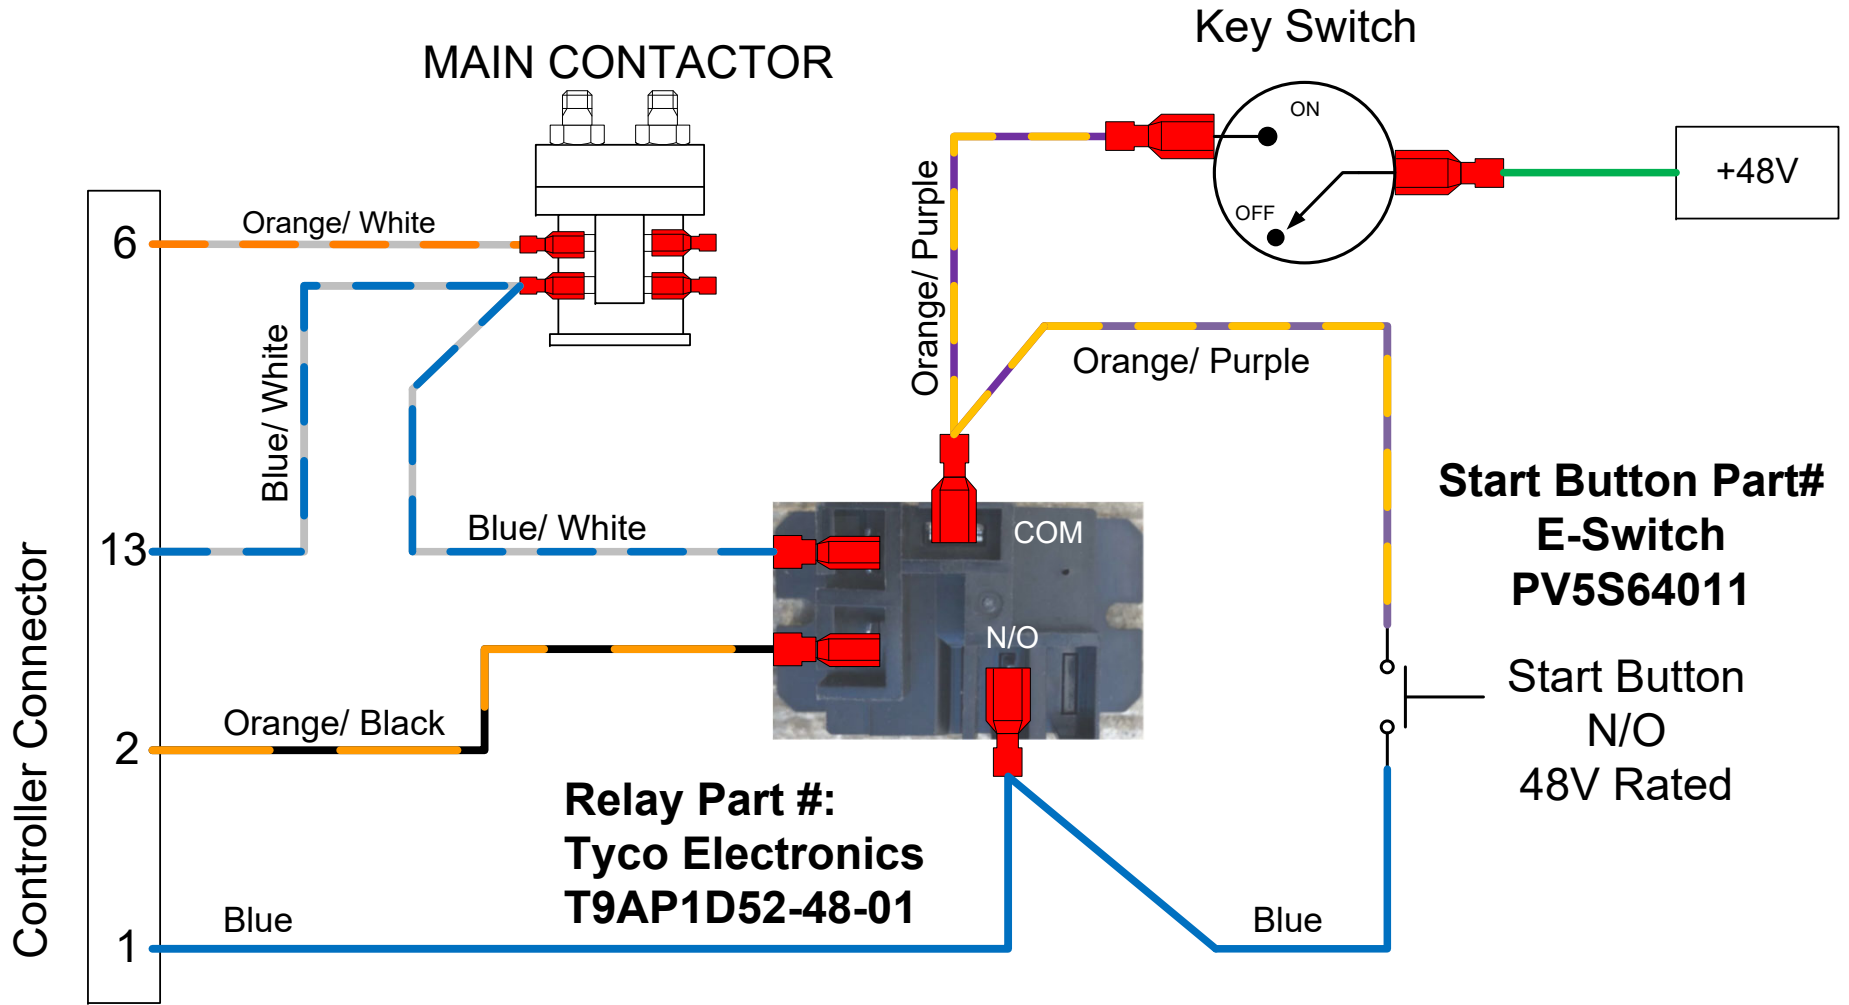 Key Switch
MAIN CONTACTOR
ON
OFF
+48V
Orange/ White
6
Orange/ Purple
Orange/ Purple
Blue/ White
Blue/ White
13
COM
N/O
Start Button Part#
E-Switch
PV5S64011
Start Button
N/O
48V Rated
Orange/ Black
2
Relay Part #:
Tyco Electronics
T9AP1D52-48-01
Blue
Blue
1
Controller Connector